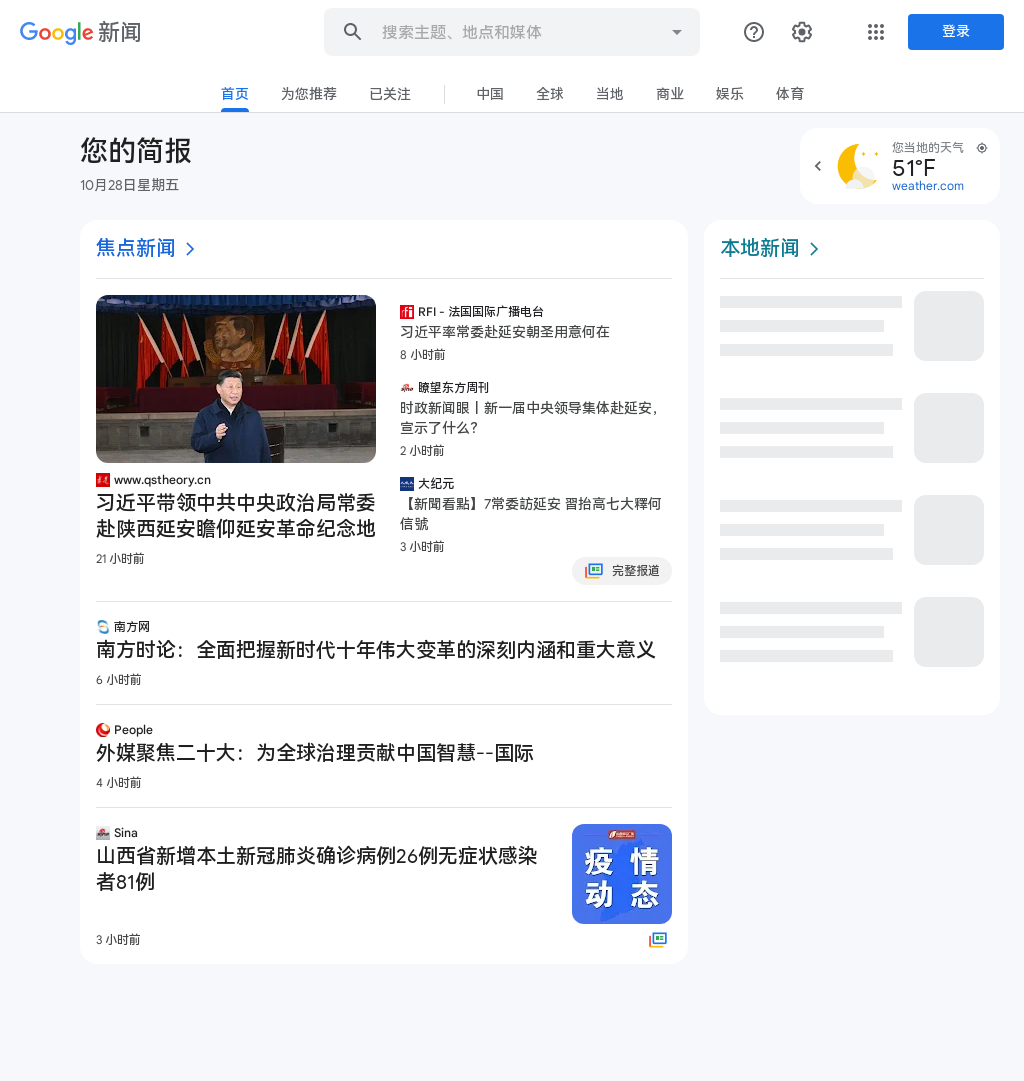 Google 新闻
搜索主题、地点和媒体
登录
首页
为您推荐
已关注
中国
全球
当地
商业
娱乐
体育
您的简报
10月28日星期五
您当地的天气
51°F
weather.com
焦点新闻
本地新闻
www.qstheory.cn
习近平带领中共中央政治局常委
赴陕西延安瞻仰延安革命纪念地
21 小时前
RFI - 法国国际广播电台
习近平率常委赴延安朝圣用意何在
8 小时前
瞭望东方周刊
时政新闻眼丨新一届中央领导集体赴延安，
宣示了什么？
2 小时前
大纪元
【新聞看點】7常委訪延安 習抬高七大釋何
信號
3 小时前
完整报道
南方网
南方时论：全面把握新时代十年伟大变革的深刻内涵和重大意义
6 小时前
People
外媒聚焦二十大：为全球治理贡献中国智慧--国际
4 小时前
Sina
山西省新增本土新冠肺炎确诊病例26例无症状感染
者81例
疫 情
动 态
3 小时前